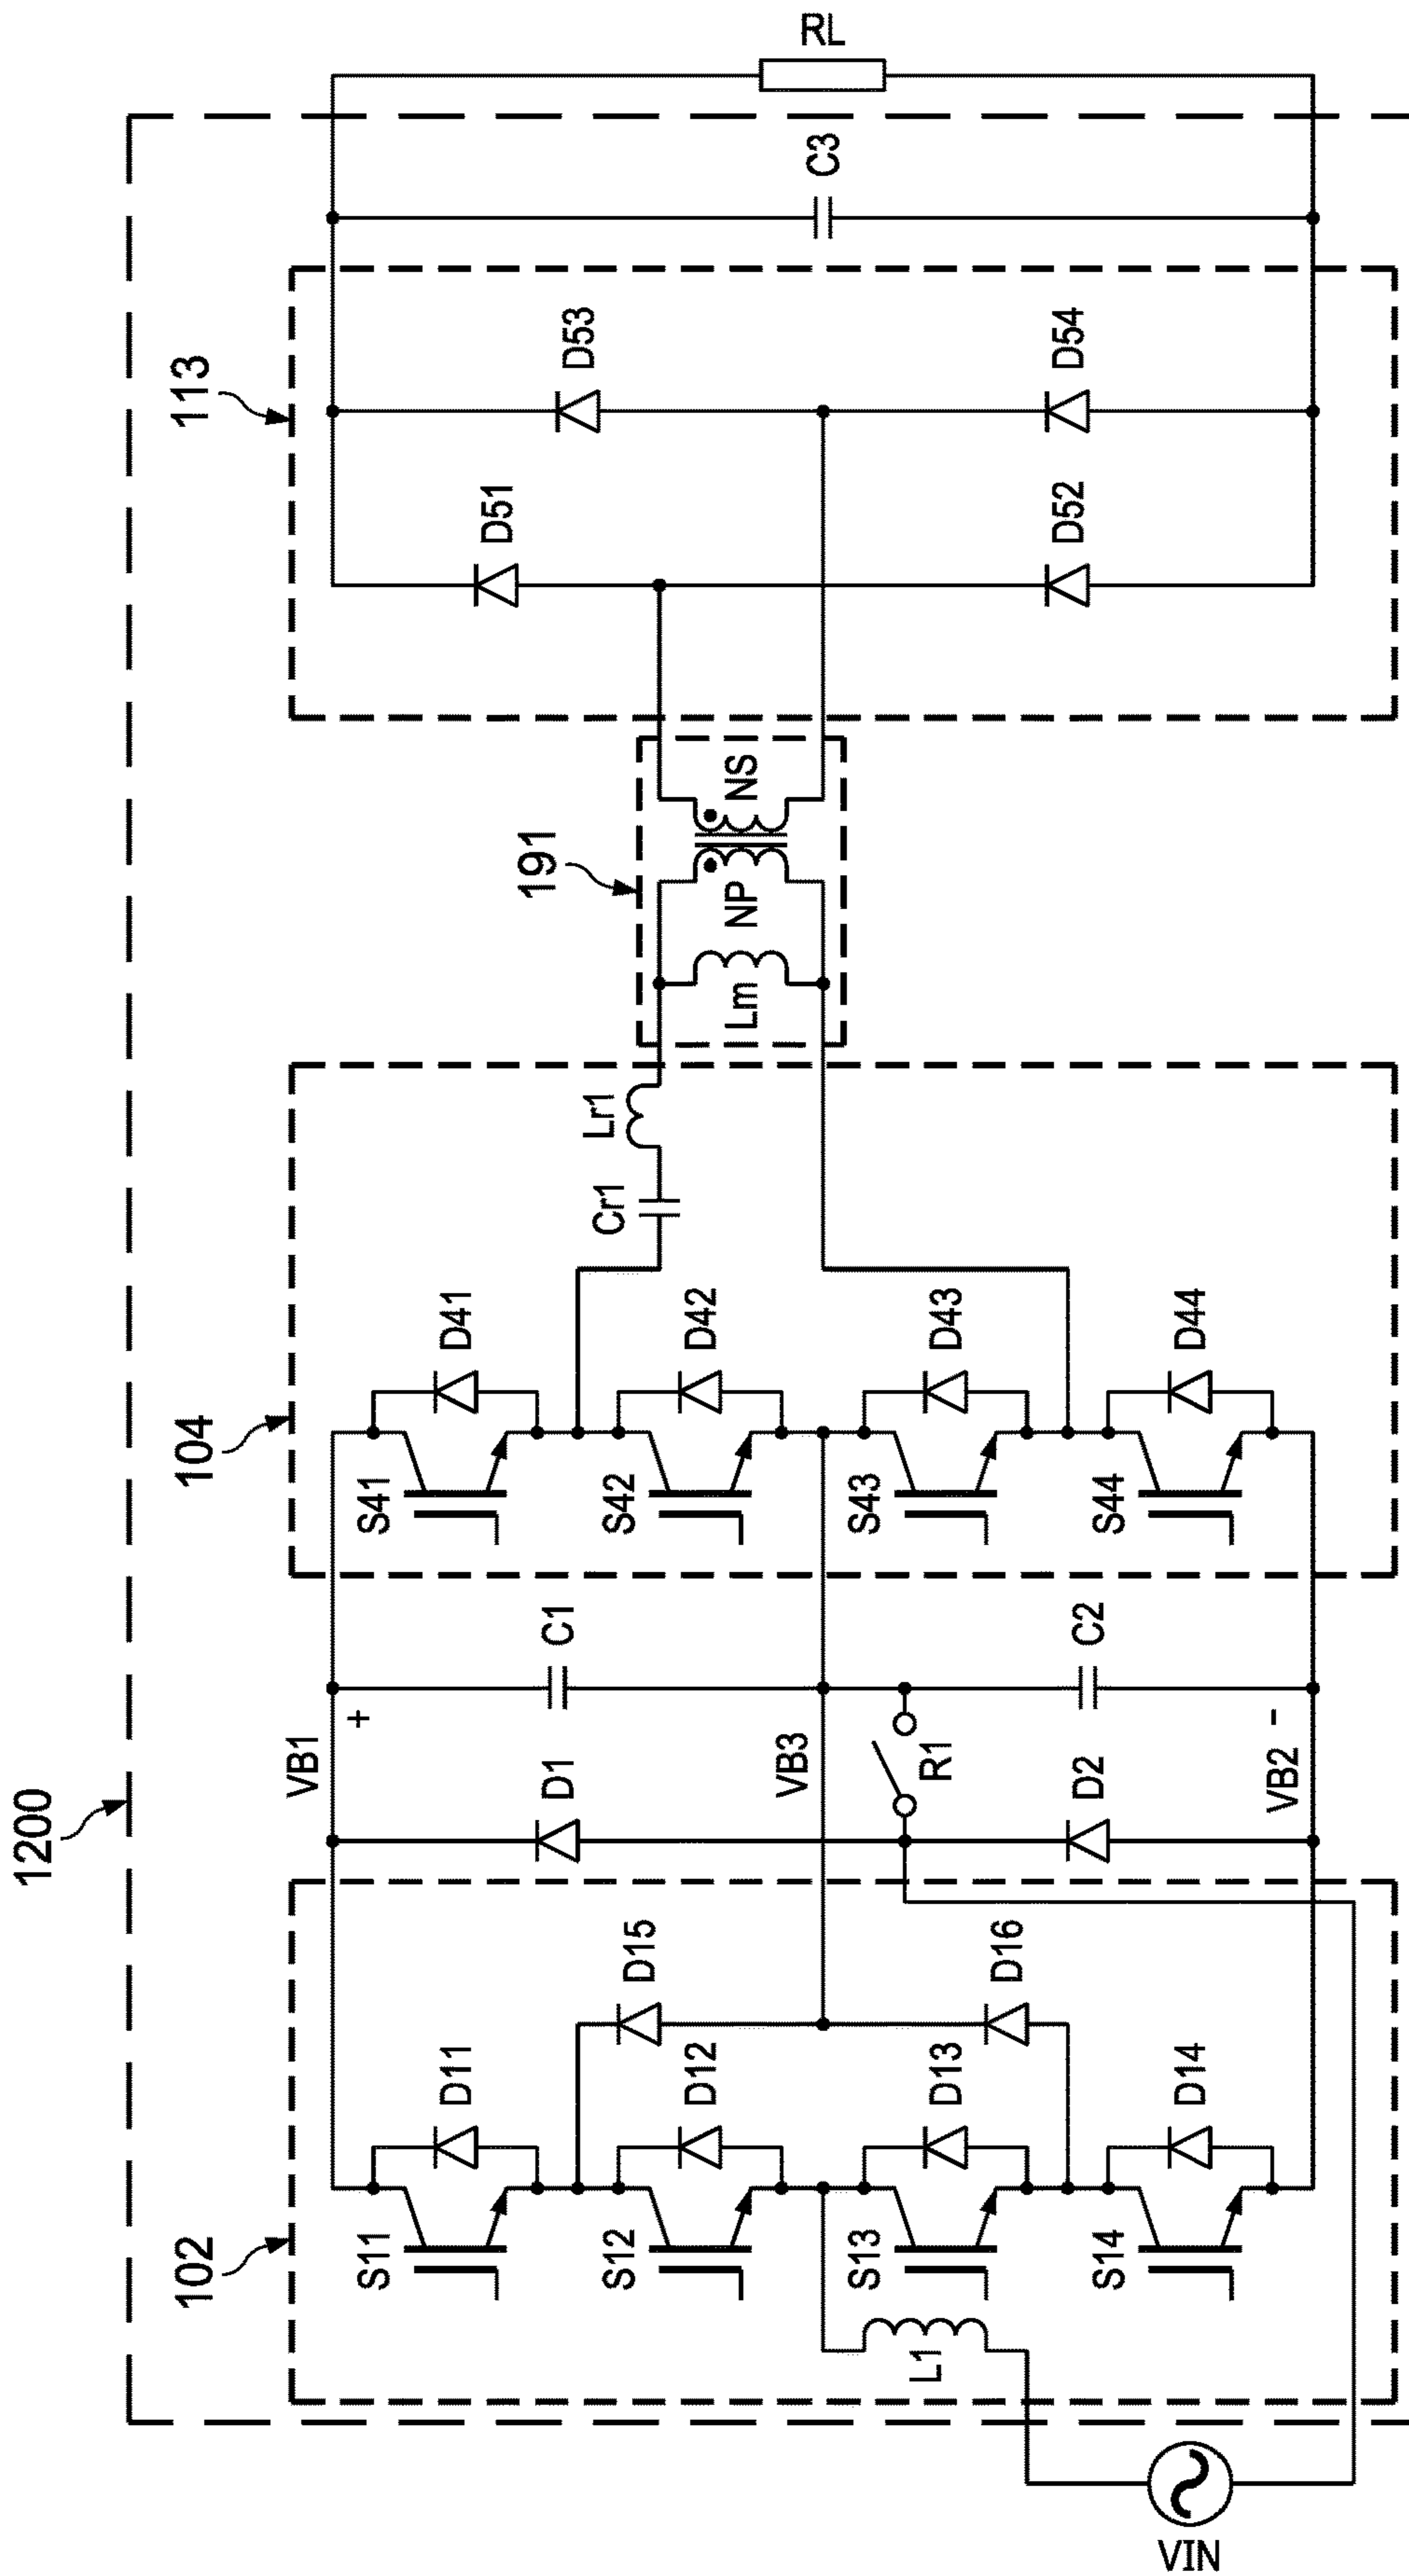 RL
C3
113
D53
D54
D51
D52
191
NS
NP
Lm
Lr1
Cr1
104
D41
D42
D43
D44
S41
S42
S43
S44
C1
C2
+
-
VB1
VB3
R1
VB2
D1
D2
1200
D15
D16
D11
D12
D13
D14
102
S11
S12
S13
S14
L1
VIN